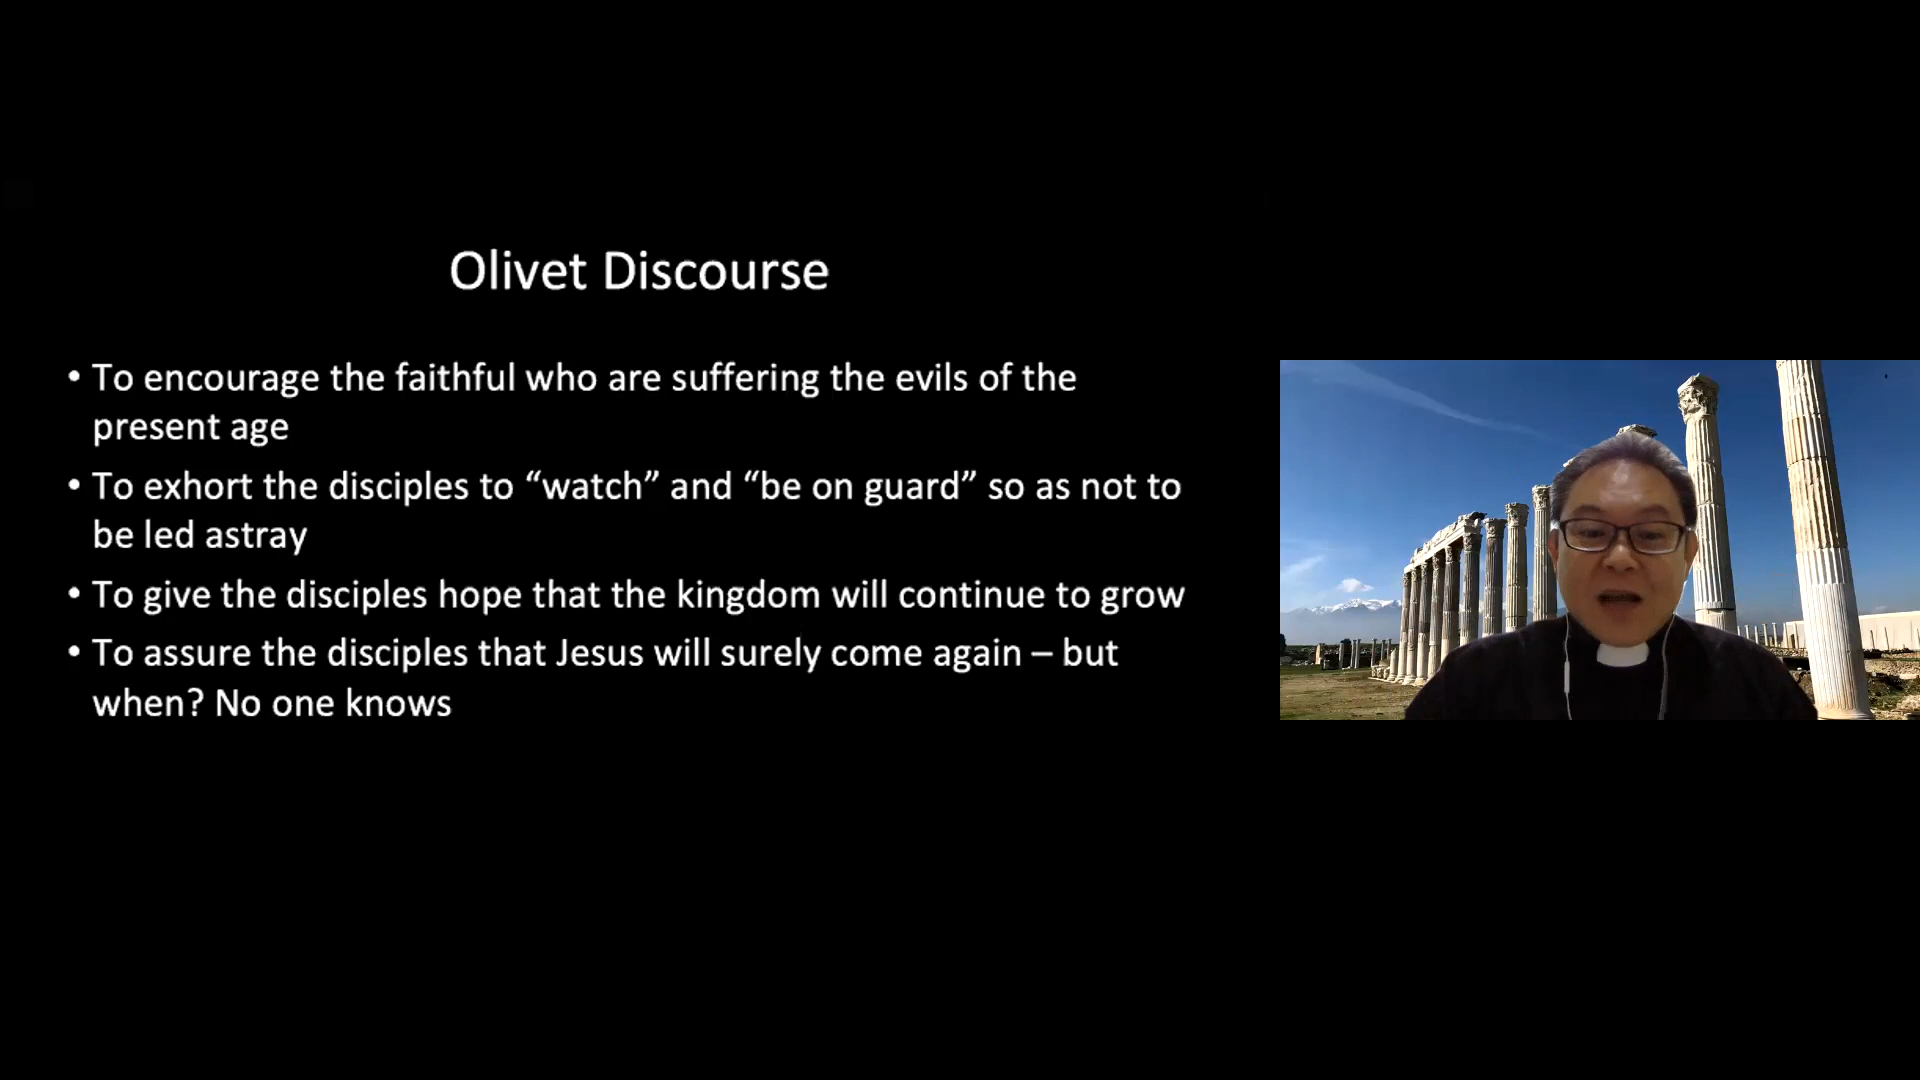 Olivet Discourse
• To encourage the faithful who are suffering the evils of the
present age
• To exhort the disciples to “watch” and “be on guard” so as not to
be led astray
• To give the disciples hope that the kingdom will continue to grow
• To assure the disciples that Jesus will surely come again – but
when? No one knows